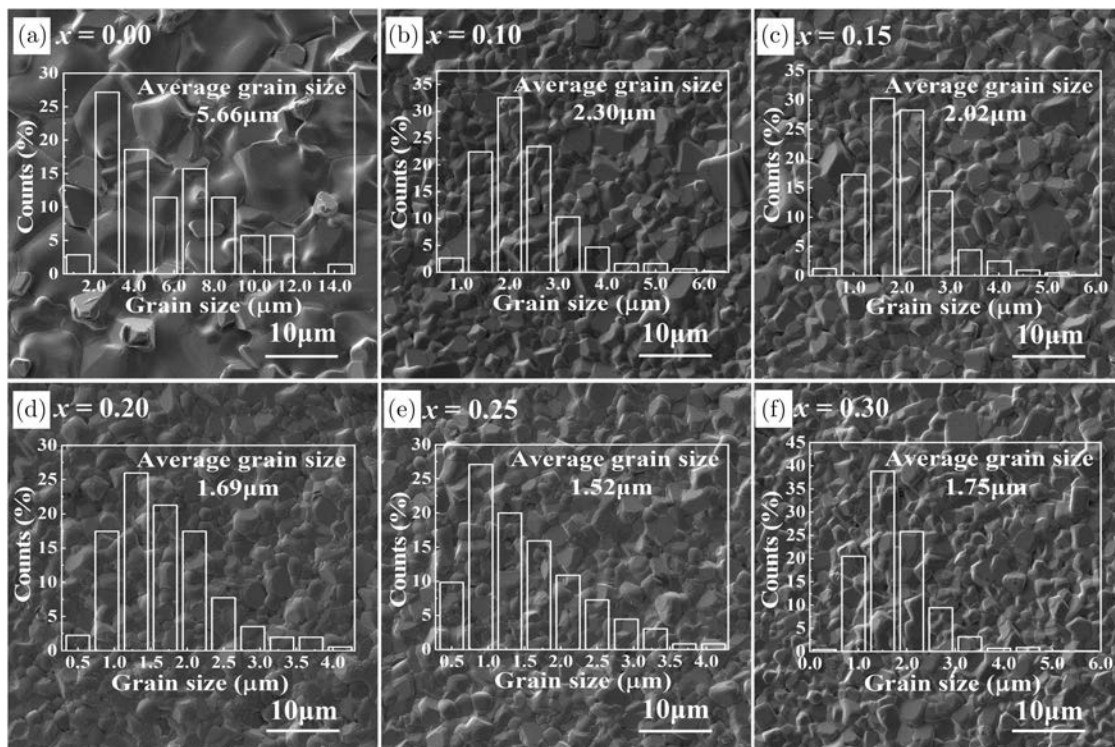 (a) x = 0.00
30
25
20
15
10
5
0
Counts (%)
Average grain size
5.66μm
2.0 4.0 6.0 8.0 10.0 12.0 14.0
Grain size (μm)
10μm
(b) x = 0.10
35
30
25
20
15
10
5
0
Counts (%)
Average grain size
2.30μm
1.0 2.0 3.0 4.0 5.0 6.0
Grain size (μm)
10μm
(c) x = 0.15
35
30
25
20
15
10
5
0
Counts (%)
Average grain size
2.02μm
1.0 2.0 3.0 4.0 5.0 6.0
Grain size (μm)
10μm
(d) x = 0.20
30
25
20
15
10
5
0
Counts (%)
Average grain size
1.69μm
0.5 1.0 1.5 2.0 2.5 3.0 3.5 4.0
Grain size (μm)
10μm
(e) x = 0.25
30
25
20
15
10
5
0
Counts (%)
Average grain size
1.52μm
0.5 1.0 1.5 2.0 2.5 3.0 3.5 4.0
Grain size (μm)
10μm
(f) x = 0.30
45
40
35
30
25
20
15
10
5
0
Counts (%)
Average grain size
1.75μm
0.0 1.0 2.0 3.0 4.0 5.0 6.0
Grain size (μm)
10μm